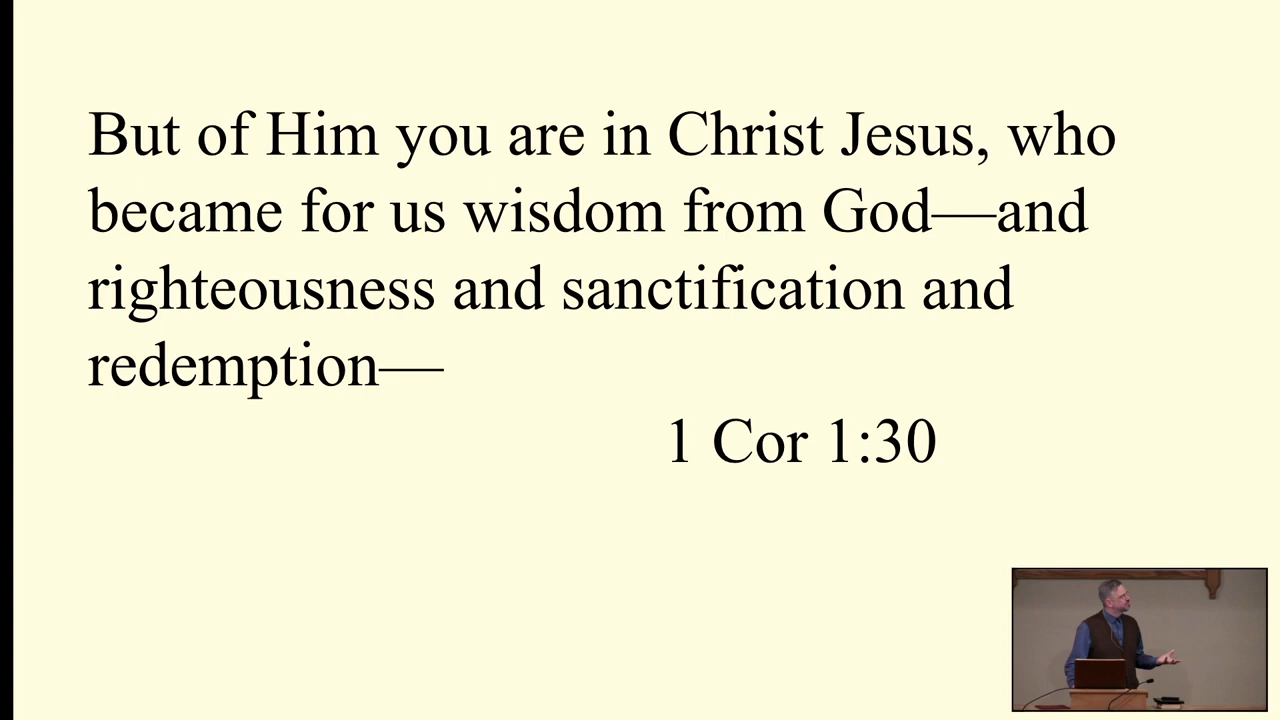 But of Him you are in Christ Jesus, who
became for us wisdom from God—and
righteousness and sanctification and
redemption—
1 Cor 1:30